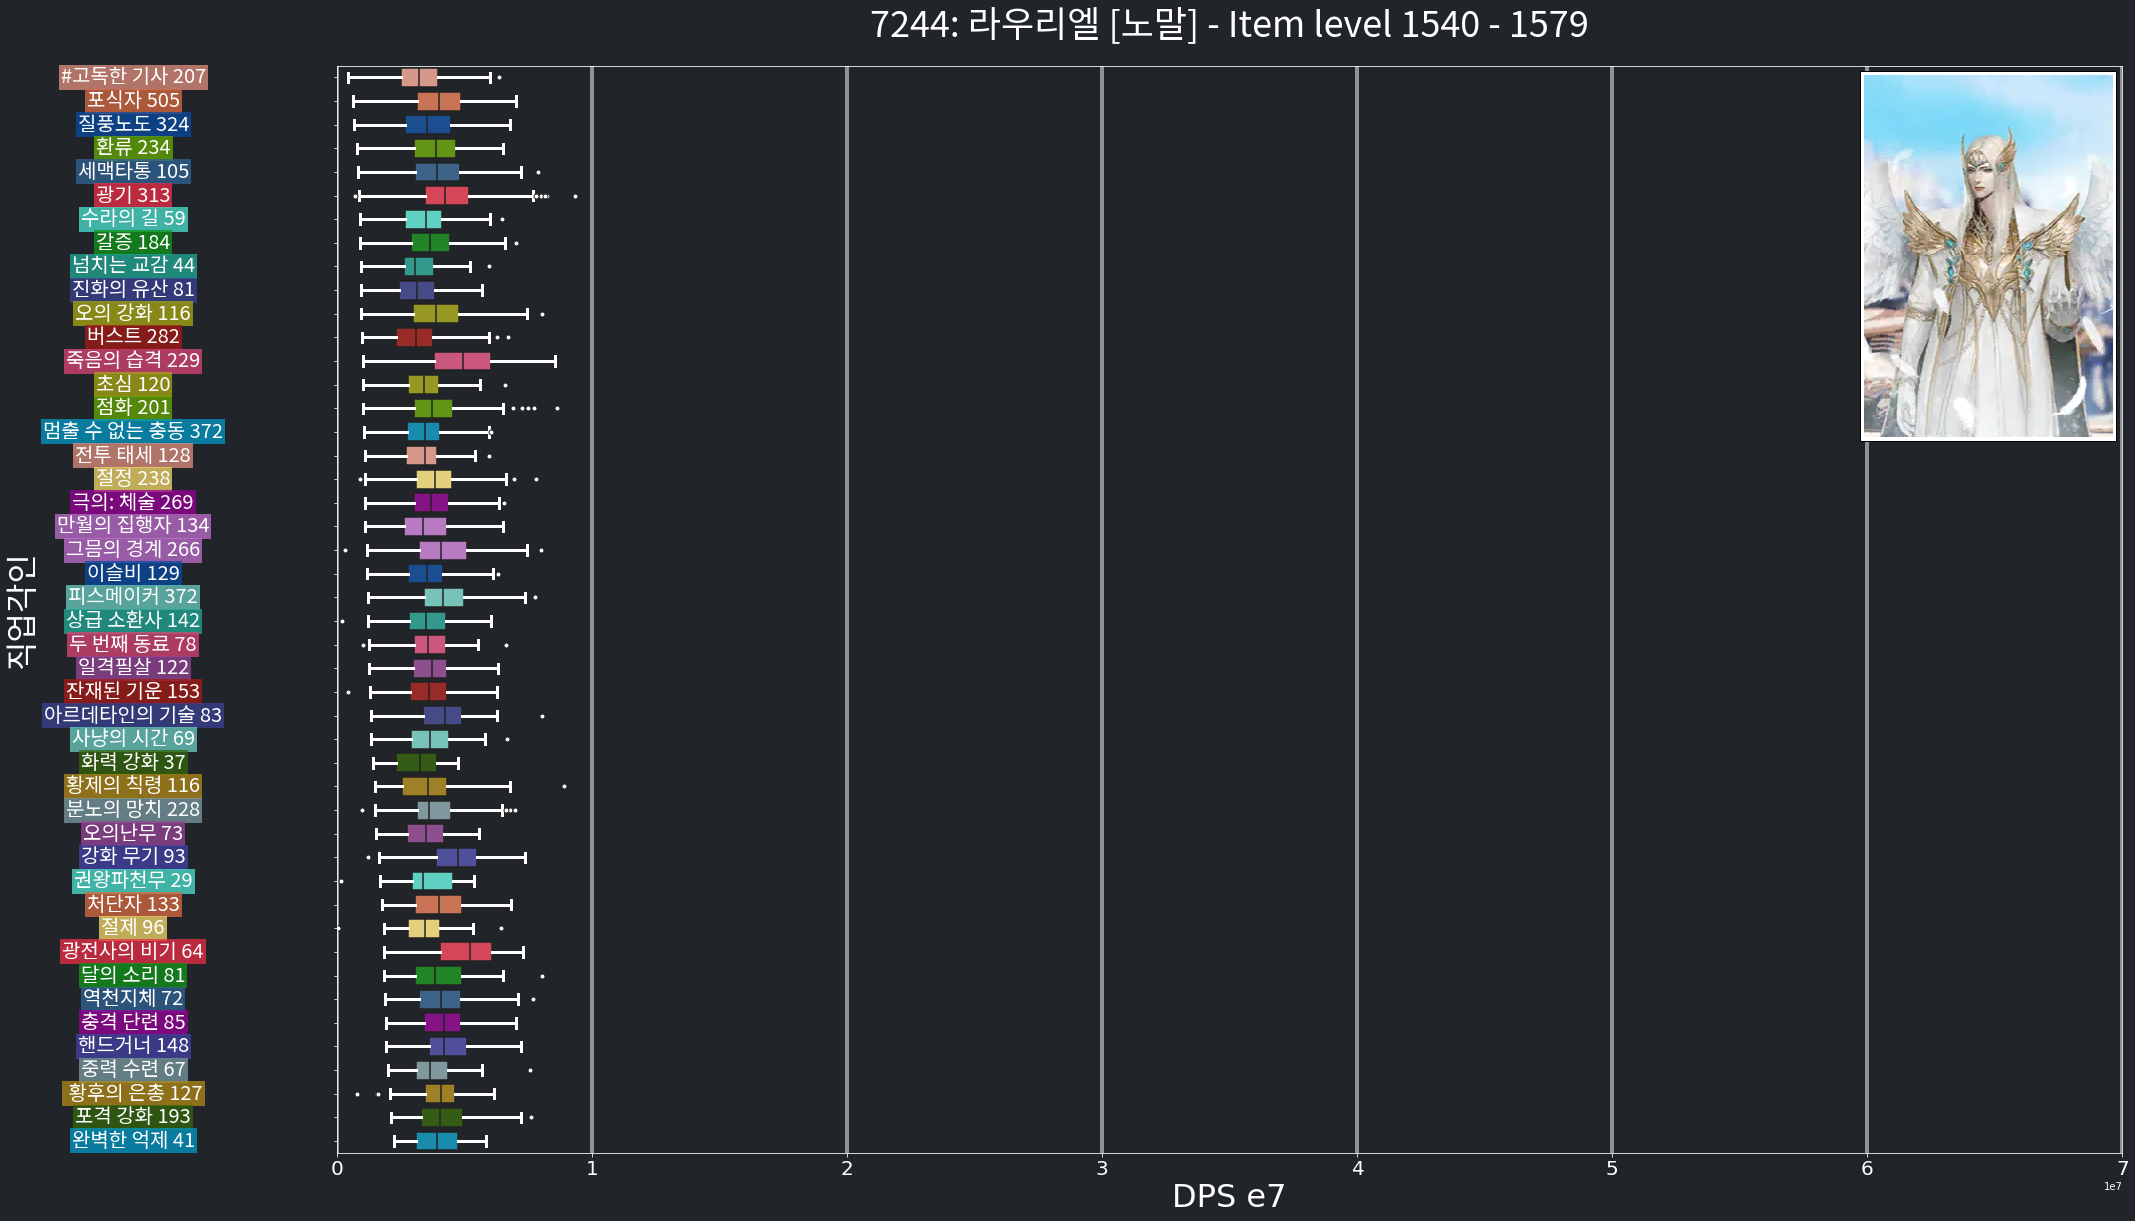 7244: 라우리엘 [노말] - Item level 1540 - 1579
#고독한 기사 207
포식자 505
질풍노도 324
환류 234
세맥타통 105
광기 313
수라의 길 59
갈증 184
넘치는 교감 44
진화의 유산 81
오의 강화 116
버스트 282
죽음의 습격 229
초심 120
점화 201
멈출 수 없는 충동 372
전투 태세 128
절정 238
극의: 체술 269
만월의 집행자 134
그믐의 경계 266
이슬비 129
피스메이커 372
상급 소환사 142
두 번째 동료 78
일격필살 122
잔재된 기운 153
아르데타인의 기술 83
사냥의 시간 69
화력 강화 37
황제의 칙령 116
분노의 망치 228
오의난무 73
강화 무기 93
권왕파천무 29
처단자 133
절제 96
광전사의 비기 64
달의 소리 81
역천지체 72
충격 단련 85
핸드거너 148
중력 수련 67
황후의 은총 127
포격 강화 193
완벽한 억제 41
직업각인
0 1 2 3 4 5 6 7
1e7
DPS e7